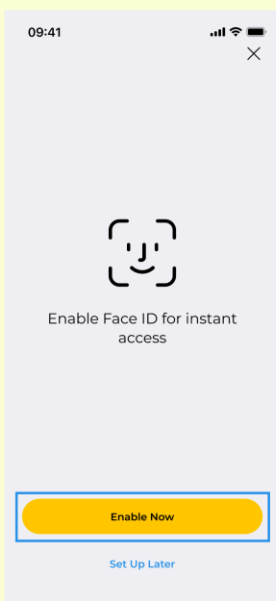 09:41
Enable Face ID for instant
access
Enable Now
Set Up Later